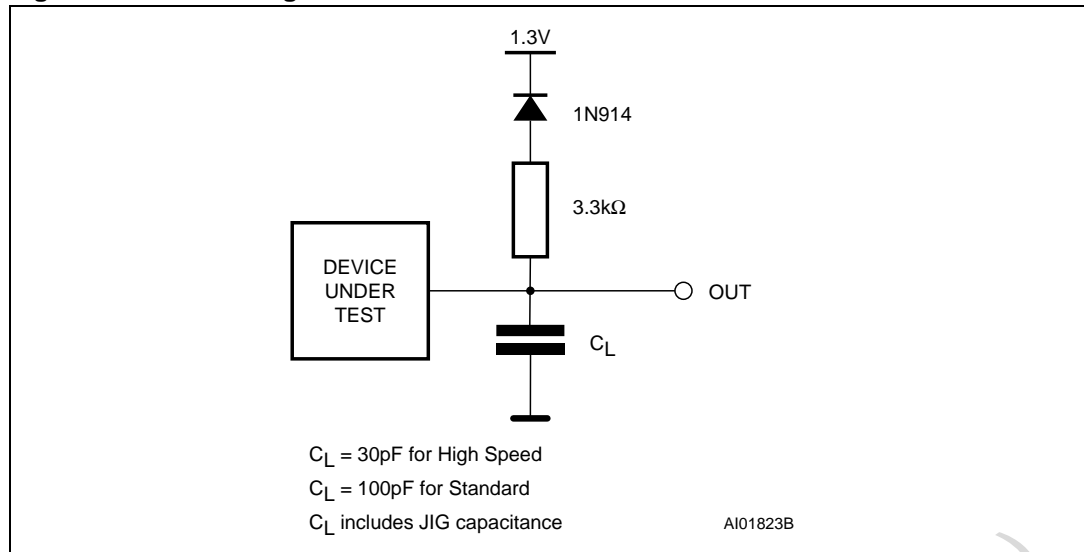 1.3V
1N914
3.3kΩ
DEVICE
UNDER
TEST
OUT
CL
CL = 30pF for High Speed
CL = 100pF for Standard
CL includes JIG capacitance
AI01823B